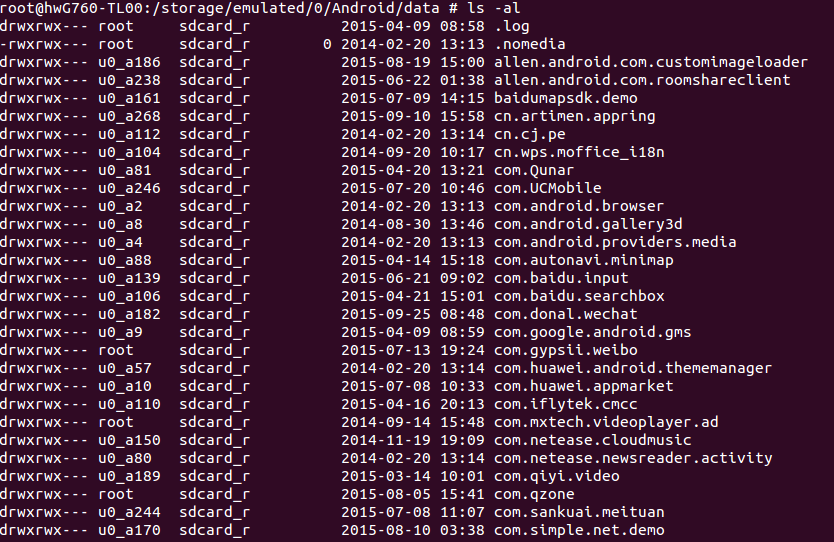 root@hwG760-TL00:/storage/emulated/0/Android/data # ls -al
drwxrwx--- root     sdcard_r          2015-04-09 08:58 .log
-rwxrwx--- root     sdcard_r        0 2014-02-20 13:13 .nomedia
drwxrwx--- u0_a186  sdcard_r          2015-08-19 15:00 allen.android.com.customimageloader
drwxrwx--- u0_a238  sdcard_r          2015-06-22 01:38 allen.android.com.roomshareclient
drwxrwx--- u0_a161  sdcard_r          2015-07-09 14:15 baidumapsdk.demo
drwxrwx--- u0_a268  sdcard_r          2015-09-10 15:58 cn.artimen.appring
drwxrwx--- u0_a112  sdcard_r          2014-02-20 13:14 cn.cj.pe
drwxrwx--- u0_a104  sdcard_r          2014-09-20 10:17 cn.wps.moffice_i18n
drwxrwx--- u0_a81   sdcard_r          2015-04-20 13:21 com.Qunar
drwxrwx--- u0_a246  sdcard_r          2015-07-20 10:46 com.UCMobile
drwxrwx--- u0_a2    sdcard_r          2014-02-20 13:13 com.android.browser
drwxrwx--- u0_a8    sdcard_r          2014-08-30 13:46 com.android.gallery3d
drwxrwx--- u0_a4    sdcard_r          2014-02-20 13:13 com.android.providers.media
drwxrwx--- u0_a88   sdcard_r          2015-04-14 15:18 com.autonavi.minimap
drwxrwx--- u0_a139  sdcard_r          2015-06-21 09:02 com.baidu.input
drwxrwx--- u0_a106  sdcard_r          2015-04-21 15:01 com.baidu.searchbox
drwxrwx--- u0_a182  sdcard_r          2015-09-25 08:48 com.donal.wechat
drwxrwx--- u0_a9    sdcard_r          2015-04-09 08:59 com.google.android.gms
drwxrwx--- root     sdcard_r          2015-07-13 19:24 com.gypsii.weibo
drwxrwx--- u0_a57   sdcard_r          2014-02-20 13:14 com.huawei.android.thememanager
drwxrwx--- u0_a10   sdcard_r          2015-07-08 10:33 com.huawei.appmarket
drwxrwx--- u0_a110  sdcard_r          2015-04-16 20:13 com.iflytek.cmcc
drwxrwx--- root     sdcard_r          2014-09-14 15:48 com.mxtech.videoplayer.ad
drwxrwx--- u0_a150  sdcard_r          2014-11-19 19:09 com.netease.cloudmusic
drwxrwx--- u0_a80   sdcard_r          2014-02-20 13:14 com.netease.newsreader.activity
drwxrwx--- u0_a189  sdcard_r          2015-03-14 10:01 com.qiyi.video
drwxrwx--- root     sdcard_r          2015-08-05 15:41 com.qzone
drwxrwx--- u0_a244  sdcard_r          2015-07-08 11:07 com.sankuai.meituan
drwxrwx--- u0_a170  sdcard_r          2015-08-10 03:38 com.simple.net.demo